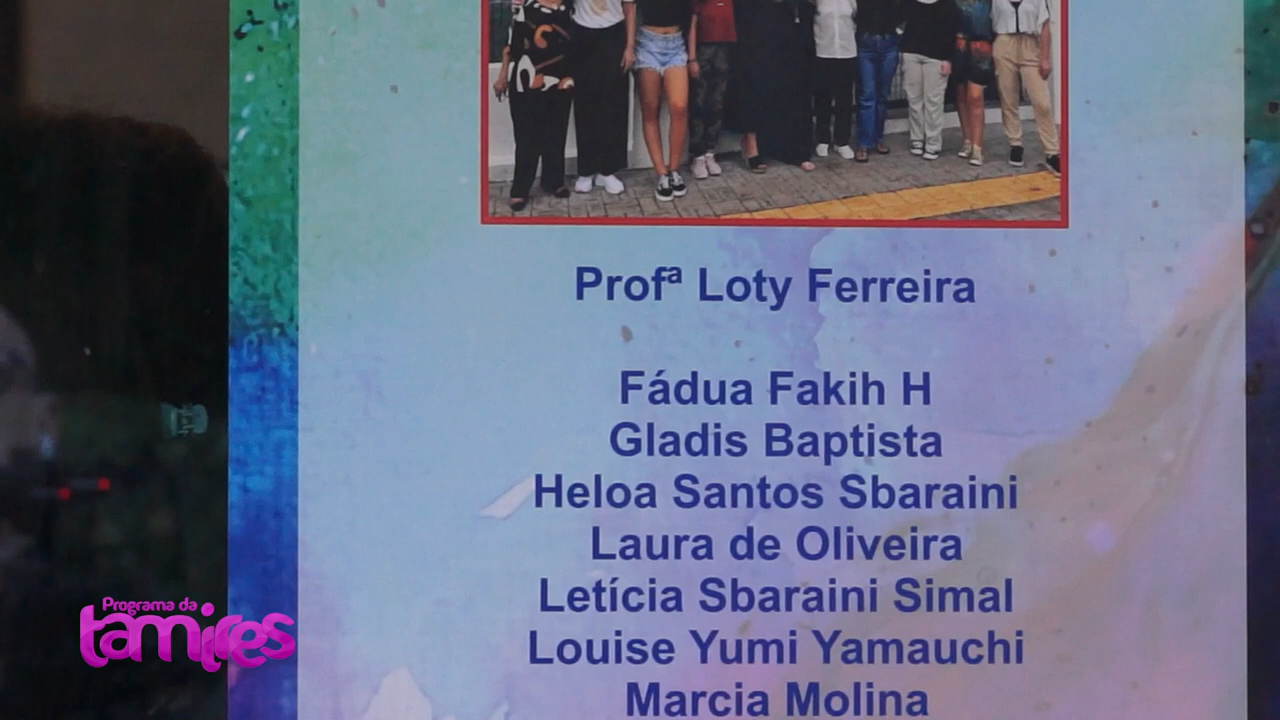 Profª Loty Ferreira
Fádua Fakih H
Gladis Baptista
Heloa Santos Sbaraini
Laura de Oliveira
Letícia Sbaraini Simal
Louise Yumi Yamauchi
Marcia Molina
Programa da
tamires